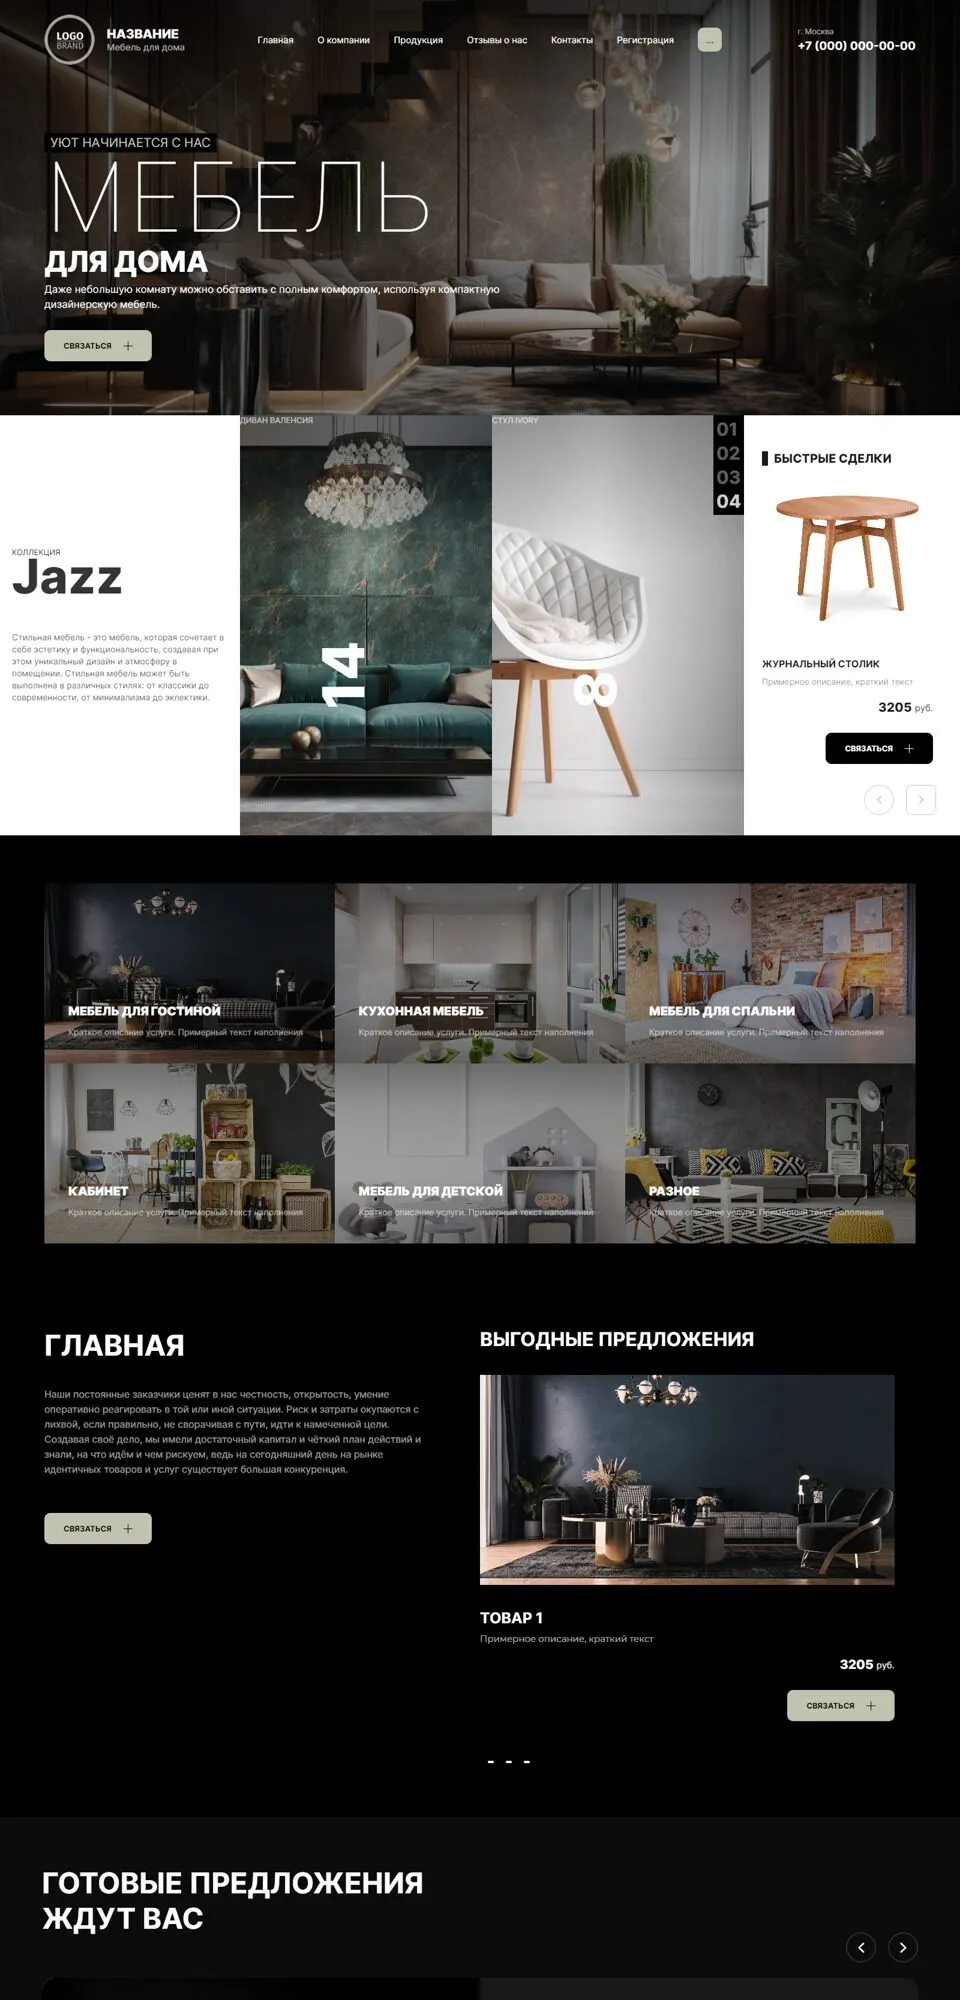 LOGO
BRAND
НАЗВАНИЕ
Мебель для дома
Главная
О компании
Продукция
Отзывы о нас
Контакты
Регистрация
...
г. Москва
+7 (000) 000-00-00
УЮТ НАЧИНАЕТСЯ С НАС
МЕБЕЛЬ
ДЛЯ ДОМА
Даже небольшую комнату можно обставить с полным комфортом, используя компактную
дизайнерскую мебель.
СВЯЗАТЬСЯ
КОЛЛЕКЦИЯ
Jazz
Стильная мебель - это мебель, которая сочетает в
себе эстетику и функциональность, создавая при
этом уникальный дизайн и атмосферу в
помещении. Стильная мебель может быть
выполнена в различных стилях: от классики до
современности, от минимализма до эклектики.
ДИВАН ВАЛЕНСИЯ
14
СТУЛ IVORY
8
01
02
03
04
БЫСТРЫЕ СДЕЛКИ
ЖУРНАЛЬНЫЙ СТОЛИК
Примерное описание, краткий текст
3205 руб.
СВЯЗАТЬСЯ
МЕБЕЛЬ ДЛЯ ГОСТИНОЙ
Краткое описание услуги. Примерный текст наполнения
КУХОННАЯ МЕБЕЛЬ
Краткое описание услуги. Примерный текст наполнения
МЕБЕЛЬ ДЛЯ СПАЛЬНИ
Краткое описание услуги. Примерный текст наполнения
КАБИНЕТ
Краткое описание услуги. Примерный текст наполнения
МЕБЕЛЬ ДЛЯ ДЕТСКОЙ
Краткое описание услуги. Примерный текст наполнения
РАЗНОЕ
Краткое описание услуги. Примерный текст наполнения
ГЛАВНАЯ
Наши постоянные заказчики ценят в нас честность, открытость, умение
оперативно реагировать в той или иной ситуации. Риск и затраты окупаются с
лихвой, если правильно, не сворачивая с пути, идти к намеченной цели.
Создавая своё дело, мы имели достаточный капитал и чёткий план действий и
знали, на что идём и чем рискуем, ведь на сегодняшний день на рынке
идентичных товаров и услуг существует большая конкуренция.
СВЯЗАТЬСЯ
ВЫГОДНЫЕ ПРЕДЛОЖЕНИЯ
ТОВАР 1
Примерное описание, краткий текст
3205 руб.
СВЯЗАТЬСЯ
ГОТОВЫЕ ПРЕДЛОЖЕНИЯ
ЖДУТ ВАС